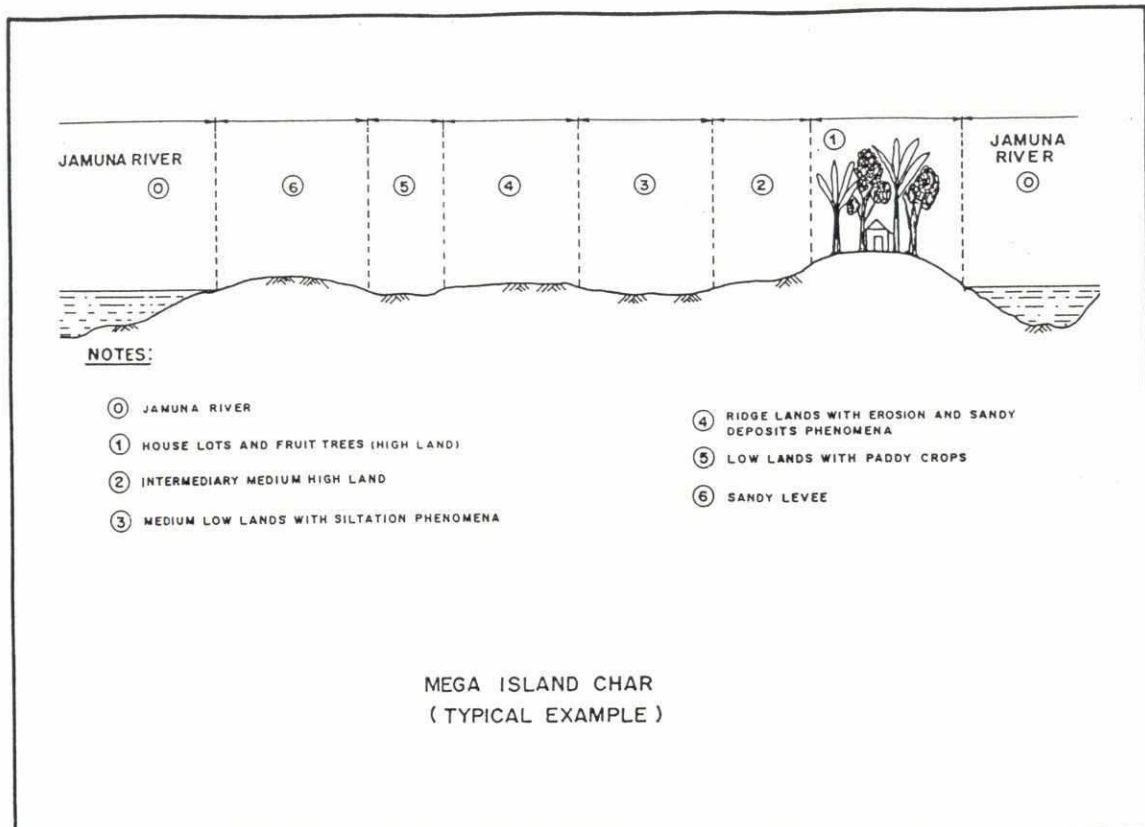 JAMUNA RIVER
⓪
⑥
⑤
④
③
②
①
JAMUNA
RIVER
⓪
NOTES:
⓪ JAMUNA RIVER
① HOUSE LOTS AND FRUIT TREES (HIGH LAND)
② INTERMEDIARY MEDIUM HIGH LAND
③ MEDIUM LOW LANDS WITH SILTATION PHENOMENA
④ RIDGE LANDS WITH EROSION AND SANDY
DEPOSITS PHENOMENA
⑤ LOW LANDS WITH PADDY CROPS
⑥ SANDY LEVEE
MEGA ISLAND CHAR
(TYPICAL EXAMPLE)